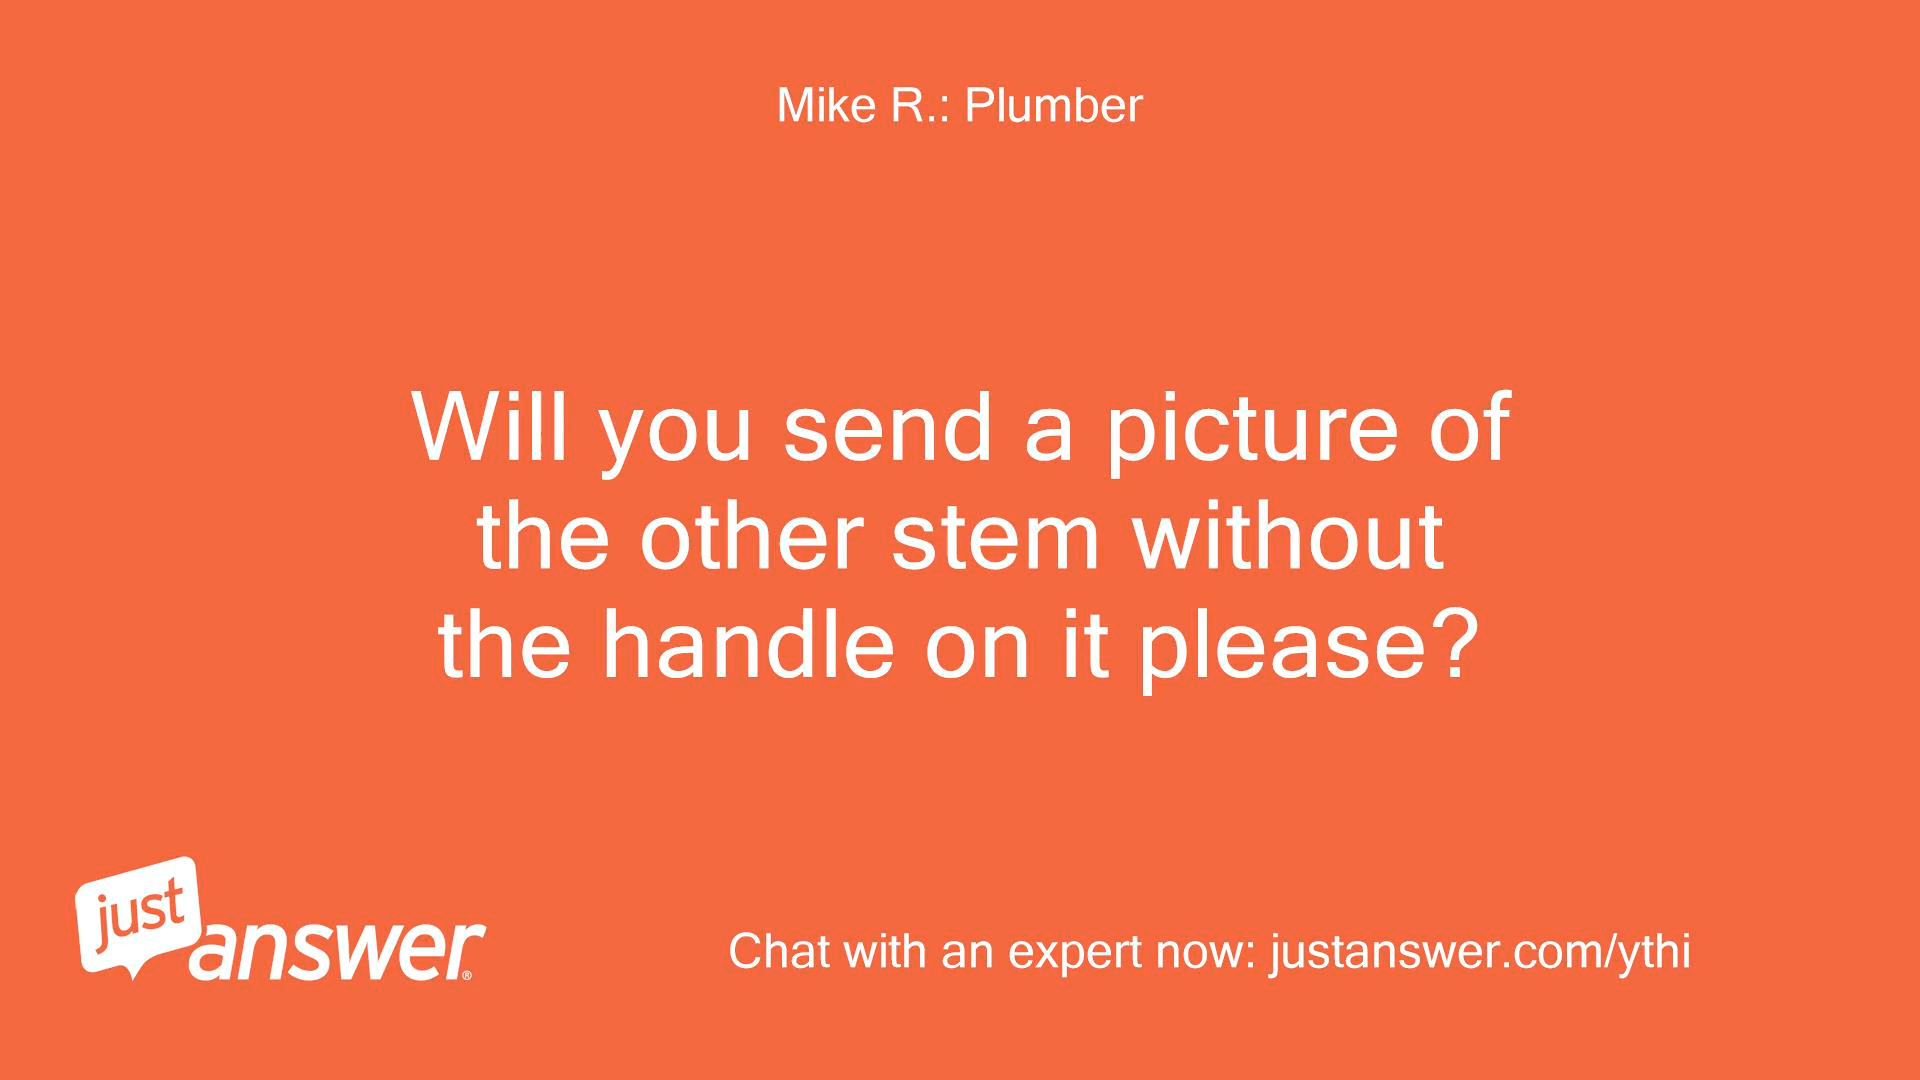 Mike R.: Plumber
Will you send a picture of
the other stem without
the handle on it please?
just
answer®
Chat with an expert now: justanswer.com/ythi